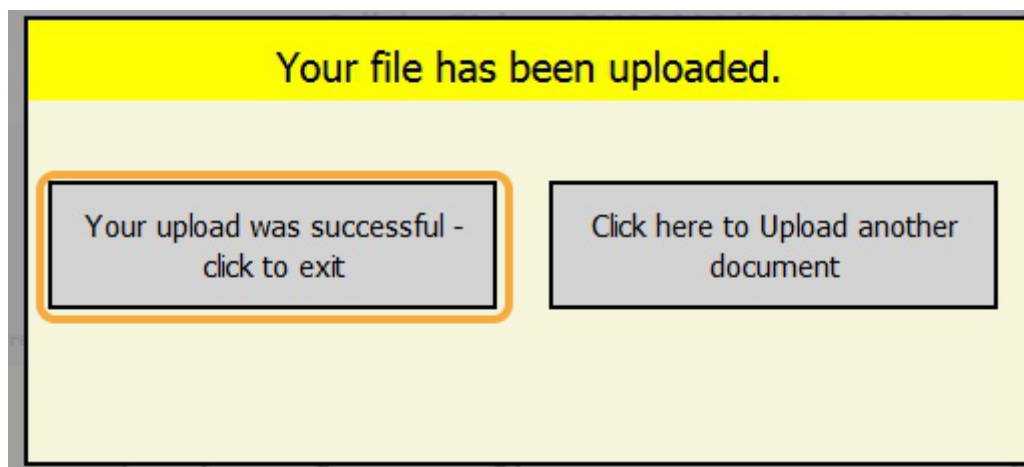 Your file has been uploaded.
Your upload was successful -
click to exit
Click here to Upload another
document